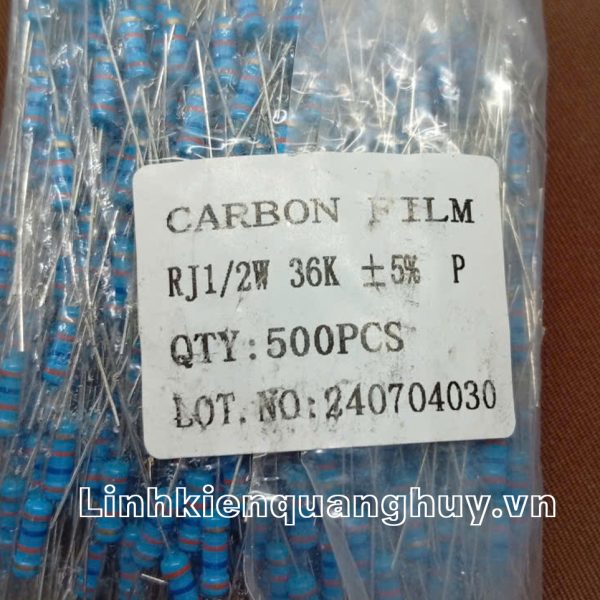 CARBON FILM
RJ1/2W 36K ±5% P
QTY:500PCS
LOT.NO:240704030
Linhkienquanghuy.vn